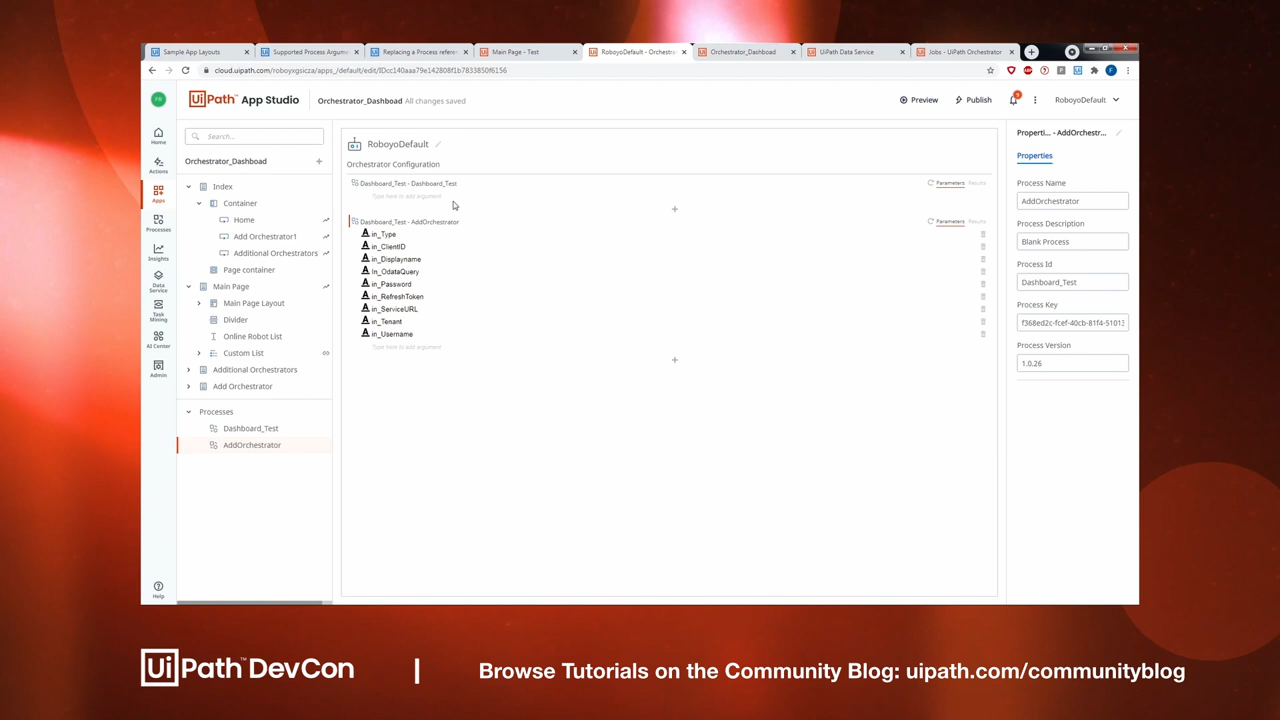 Sample App Layouts
Supported Process Argume
Replacing a Process refere
Main Page - Test
RoboyoDefault - Orchestr
Orchestrator_Dashboad
UiPath Data Service
Jobs - UiPath Orchestrator
cloud.uipath.com/roboyxgsicza/apps_/default/edit/IDcc140aaa79e142808f1b7833850f6156
FR
UiPath™ App Studio
Orchestrator_Dashboad All changes saved
Preview
Publish
RoboyoDefault
Home
Actions
Apps
Processes
Insights
Data Service
Task Mining
AI Center
Admin
Help
Search...
Orchestrator_Dashboad
Index
Container
Home
Add Orchestrator1
Additional Orchestrators
Page container
Main Page
Main Page Layout
Divider
Online Robot List
Custom List
Additional Orchestrators
Add Orchestrator
Processes
Dashboard_Test
AddOrchestrator
RoboyoDefault
Orchestrator Configuration
Dashboard_Test - Dashboard_Test
Parameters Results
Type here to add argument
Dashboard_Test - AddOrchestrator
Parameters Results
A in_Type
A in_ClientID
A in_Displayname
A In_OdataQuery
A in_Password
A in_RefreshToken
A in_ServiceURL
A in_Tenant
A in_Username
Type here to add argument
Properti... - AddOrchestr...
Properties
Process Name
AddOrchestrator
Process Description
Blank Process
Process Id
Dashboard_Test
Process Key
f368ed2c-fcef-40cb-81f4-51013
Process Version
1.0.26
UiPath™ DevCon | Browse Tutorials on the Community Blog: uipath.com/communityblog